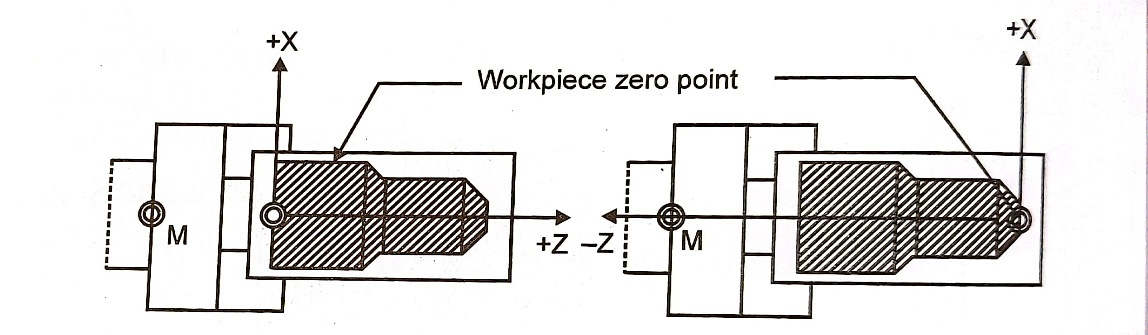 +X
+X
Workpiece zero point
M
+Z
–Z
M